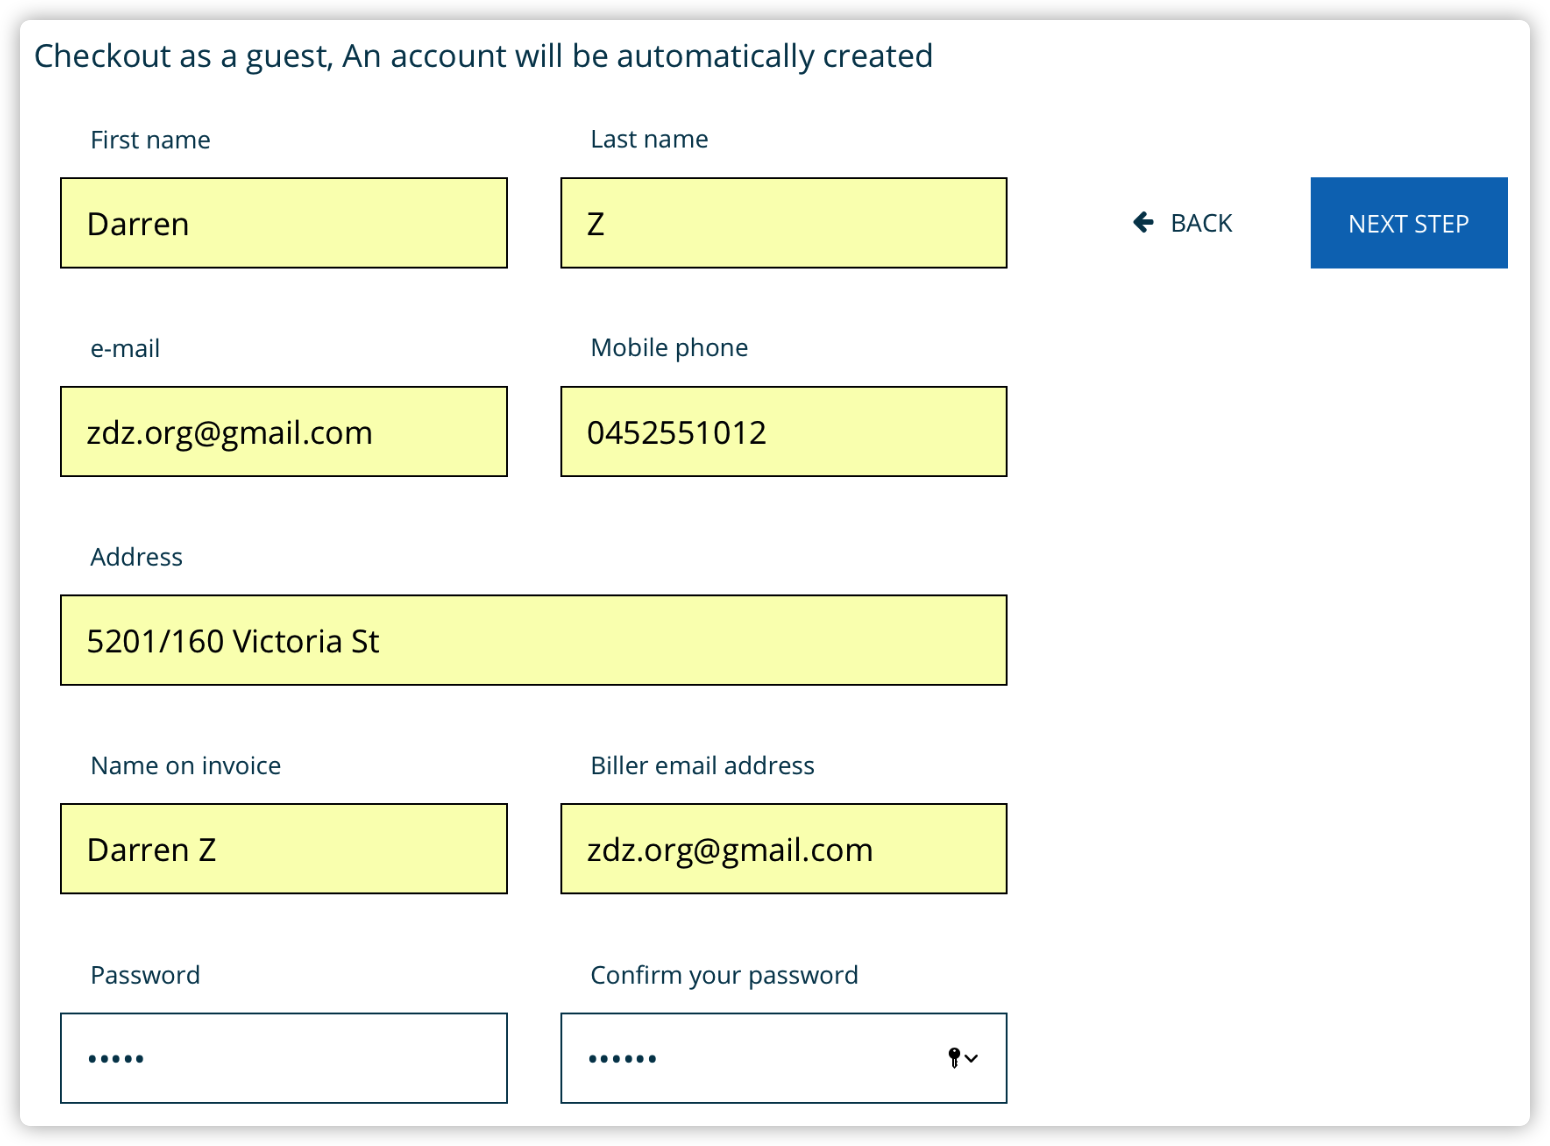 Checkout as a guest, An account will be automatically created
First name
Last name
Darren
Z
BACK
NEXT STEP
e-mail
Mobile phone
zdz.org@gmail.com
0452551012
Address
5201/160 Victoria St
Name on invoice
Biller email address
Darren Z
zdz.org@gmail.com
Password
Confirm your password
•••••
••••••